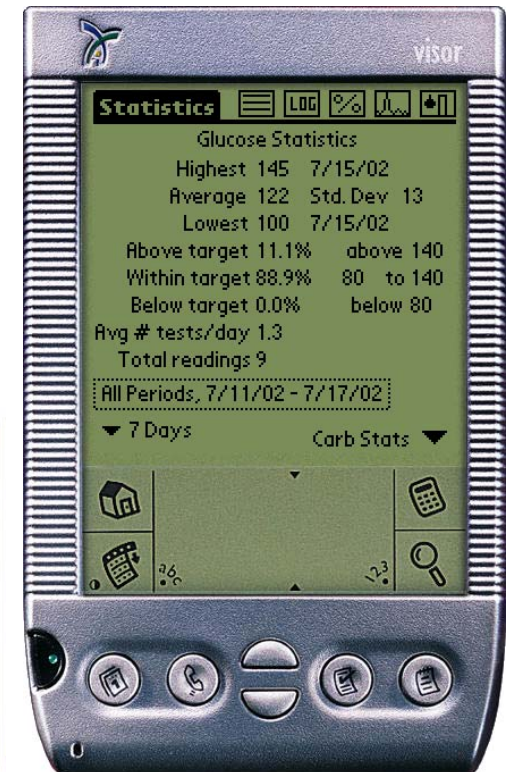 visor
Statistics LOG %
Glucose Statistics
Highest 145 7/15/02
Average 122 Std. Dev 13
Lowest 100 7/15/02
Above target 11.1% above 140
Within target 88.9% 80 to 140
Below target 0.0% below 80
Avg # tests/day 1.3
Total readings 9
All Periods, 7/11/02 - 7/17/02
7 Days Carb Stats
abc 123